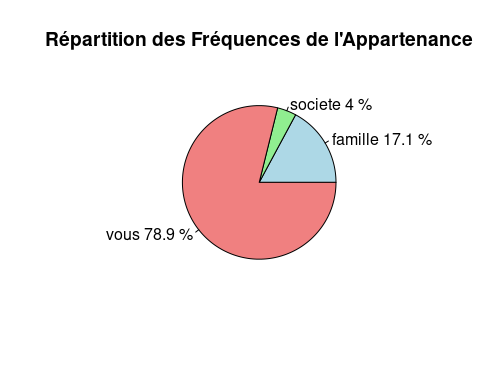 Répartition des Fréquences de l'Appartenance
societe 4 %
famille 17.1 %
vous 78.9 %